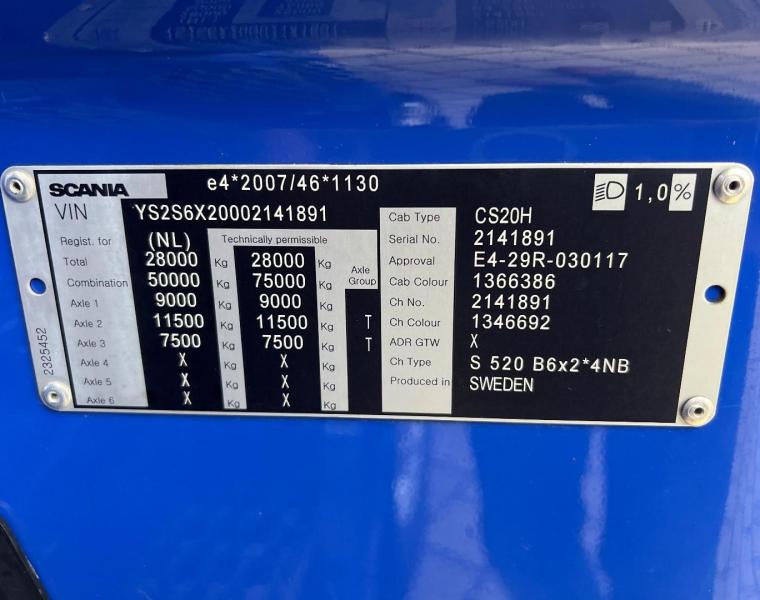 SCANIA e4*2007/46*1130 1,0%
VIN YS2S6X20002141891 Cab Type CS20H
Regist. for (NL) Technically permissible Serial No. 2141891
Total 28000 Kg 28000 Kg Axle Group Approval E4-29R-030117
Combination 50000 Kg 75000 Kg Cab Colour 1366386
Axle 1 9000 Kg 9000 Kg Ch No. 2141891
Axle 2 11500 Kg 11500 Kg T Ch Colour 1346692
Axle 3 7500 Kg 7500 Kg T ADR GTW X
Axle 4 X Kg X Kg Ch Type S 520 B6x2*4NB
Axle 5 X Kg X Kg Produced in SWEDEN
Axle 6 X Kg X Kg
2325452